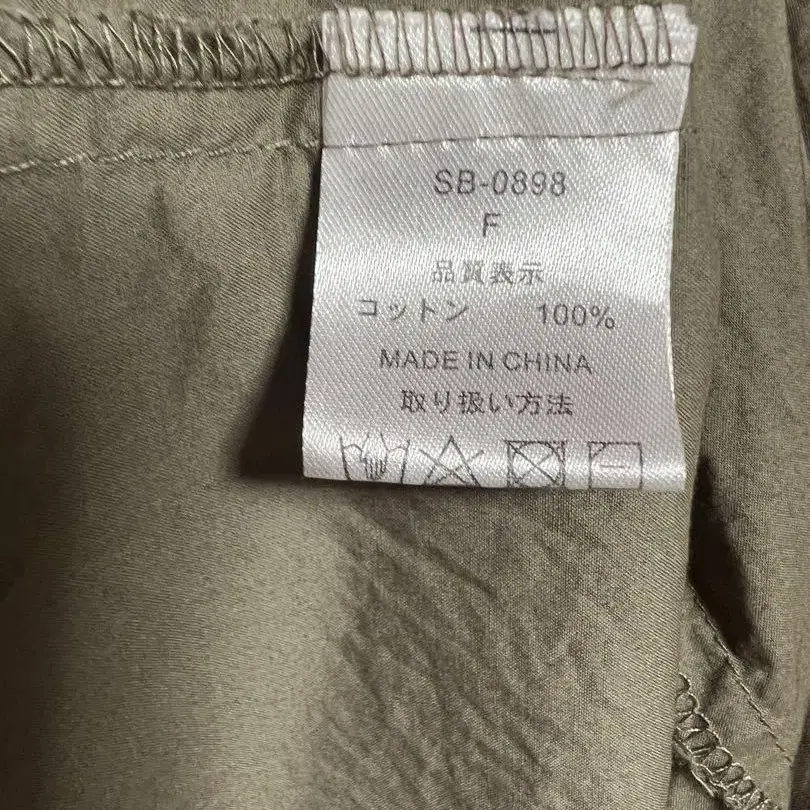 SB-0898
F
品質表示
コットン 100%
MADE IN CHINA
取り扱い方法